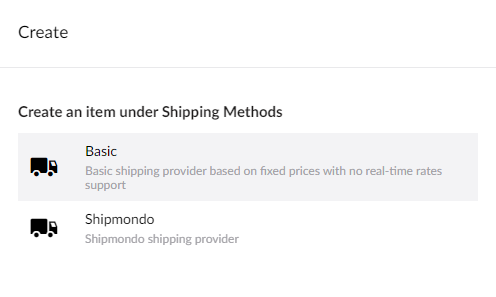 Create
Create an item under Shipping Methods
Basic
Basic shipping provider based on fixed prices with no real-time rates
support
Shipmondo
Shipmondo shipping provider